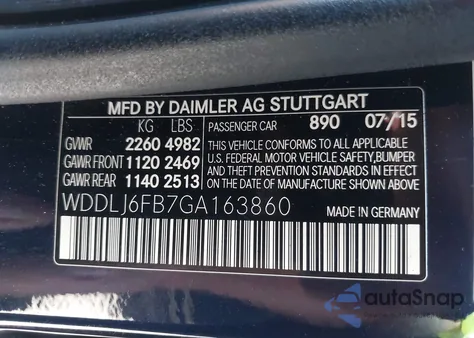 MFD BY DAIMLER AG STUTTGART
KG LBS PASSENGER CAR 890 07/15
GVWR 2260 4982 THIS VEHICLE CONFORMS TO ALL APPLICABLE
GAWR FRONT 1120 2469 U.S. FEDERAL MOTOR VEHICLE SAFETY,BUMPER
GAWR REAR 1140 2513 AND THEFT PREVENTION STANDARDS IN EFFECT
ON THE DATE OF MANUFACTURE SHOWN ABOVE.
WDDLJ6FB7GA163860 MADE IN GERMANY
autoSnap